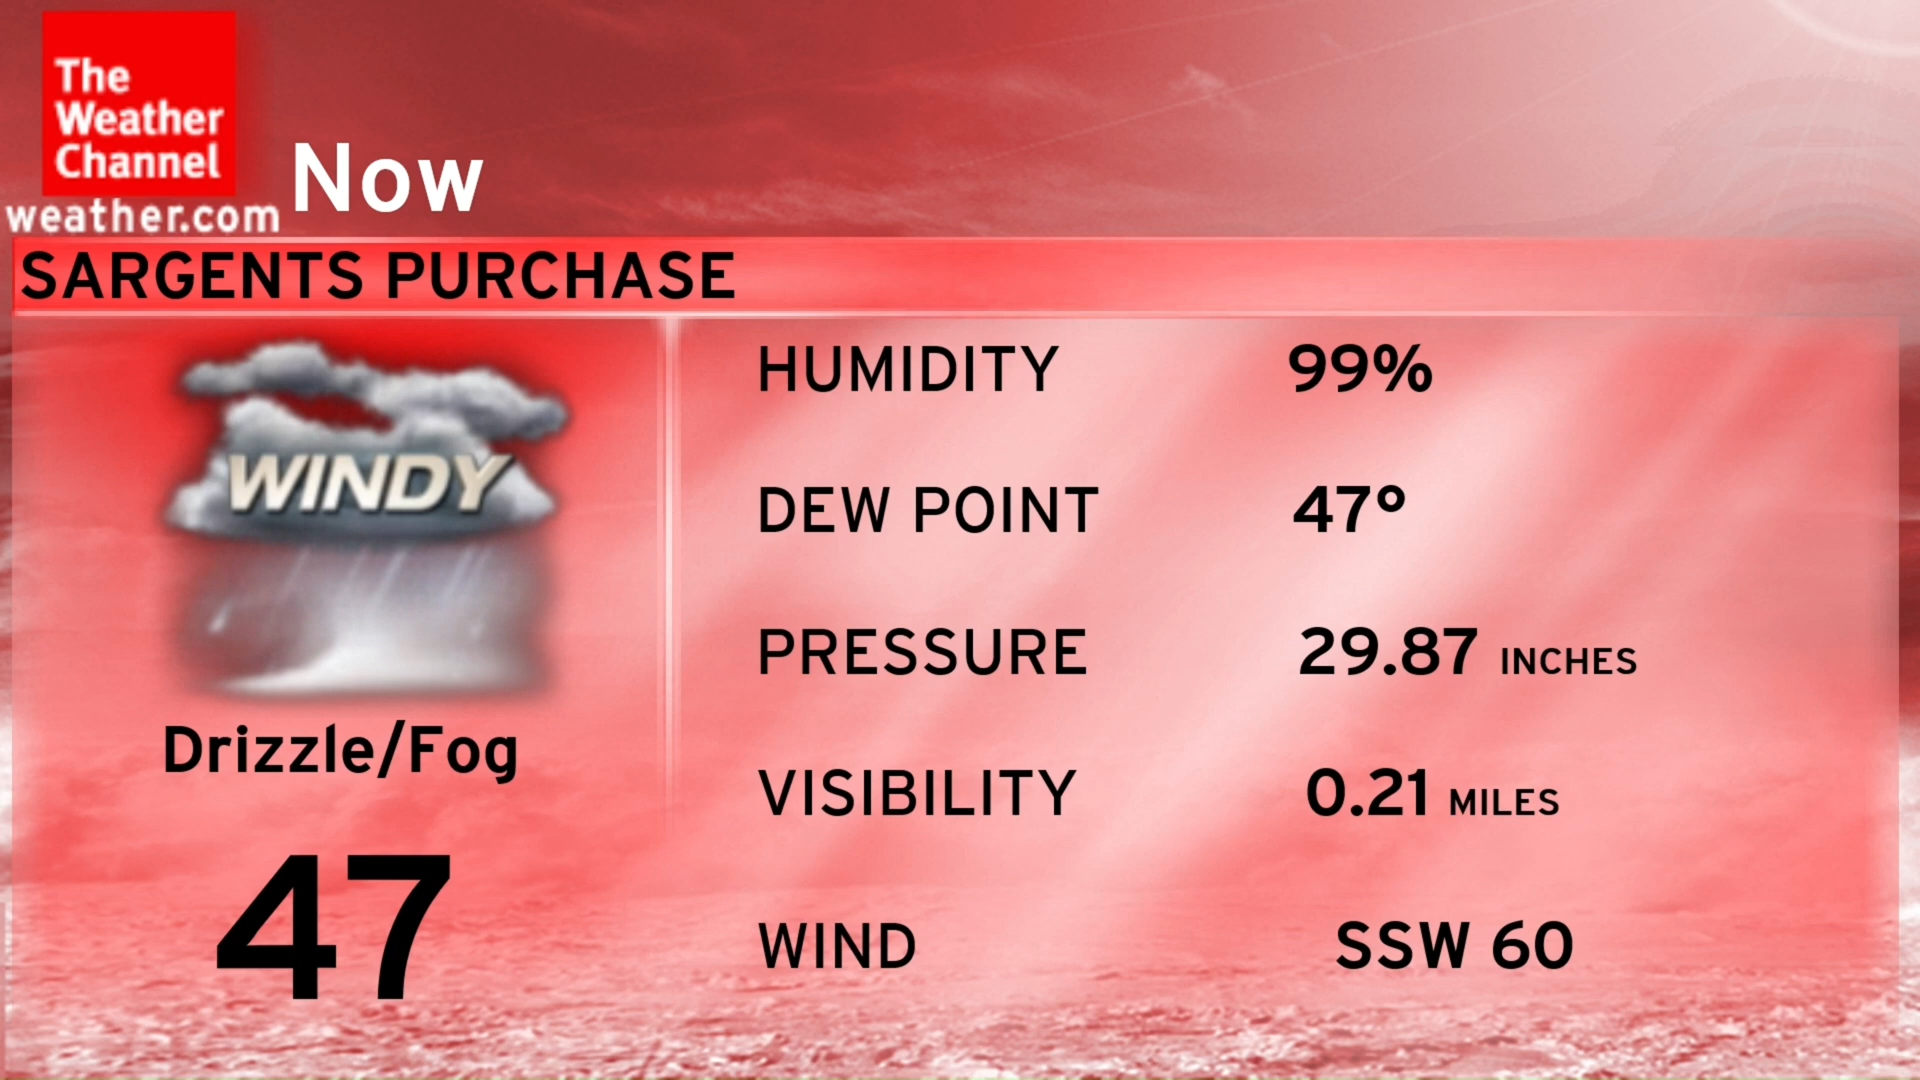 The
Weather
Channel
weather.com
Now
SARGENTS PURCHASE
WINDY
Drizzle/Fog
47
HUMIDITY 99%
DEW POINT 47°
PRESSURE 29.87 INCHES
VISIBILITY 0.21 MILES
WIND SSW 60